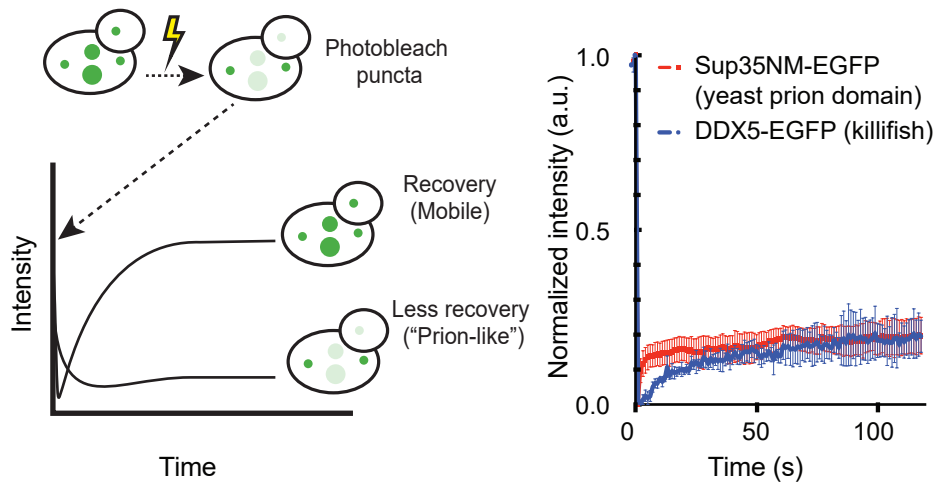 Photobleach
puncta
Recovery
(Mobile)
Less recovery
(“Prion-like”)
Intensity
Time
Normalized intensity (a.u.)
1.0
0.5
0.0
Sup35NM-EGFP
(yeast prion domain)
DDX5-EGFP (killifish)
0
50
100
Time (s)